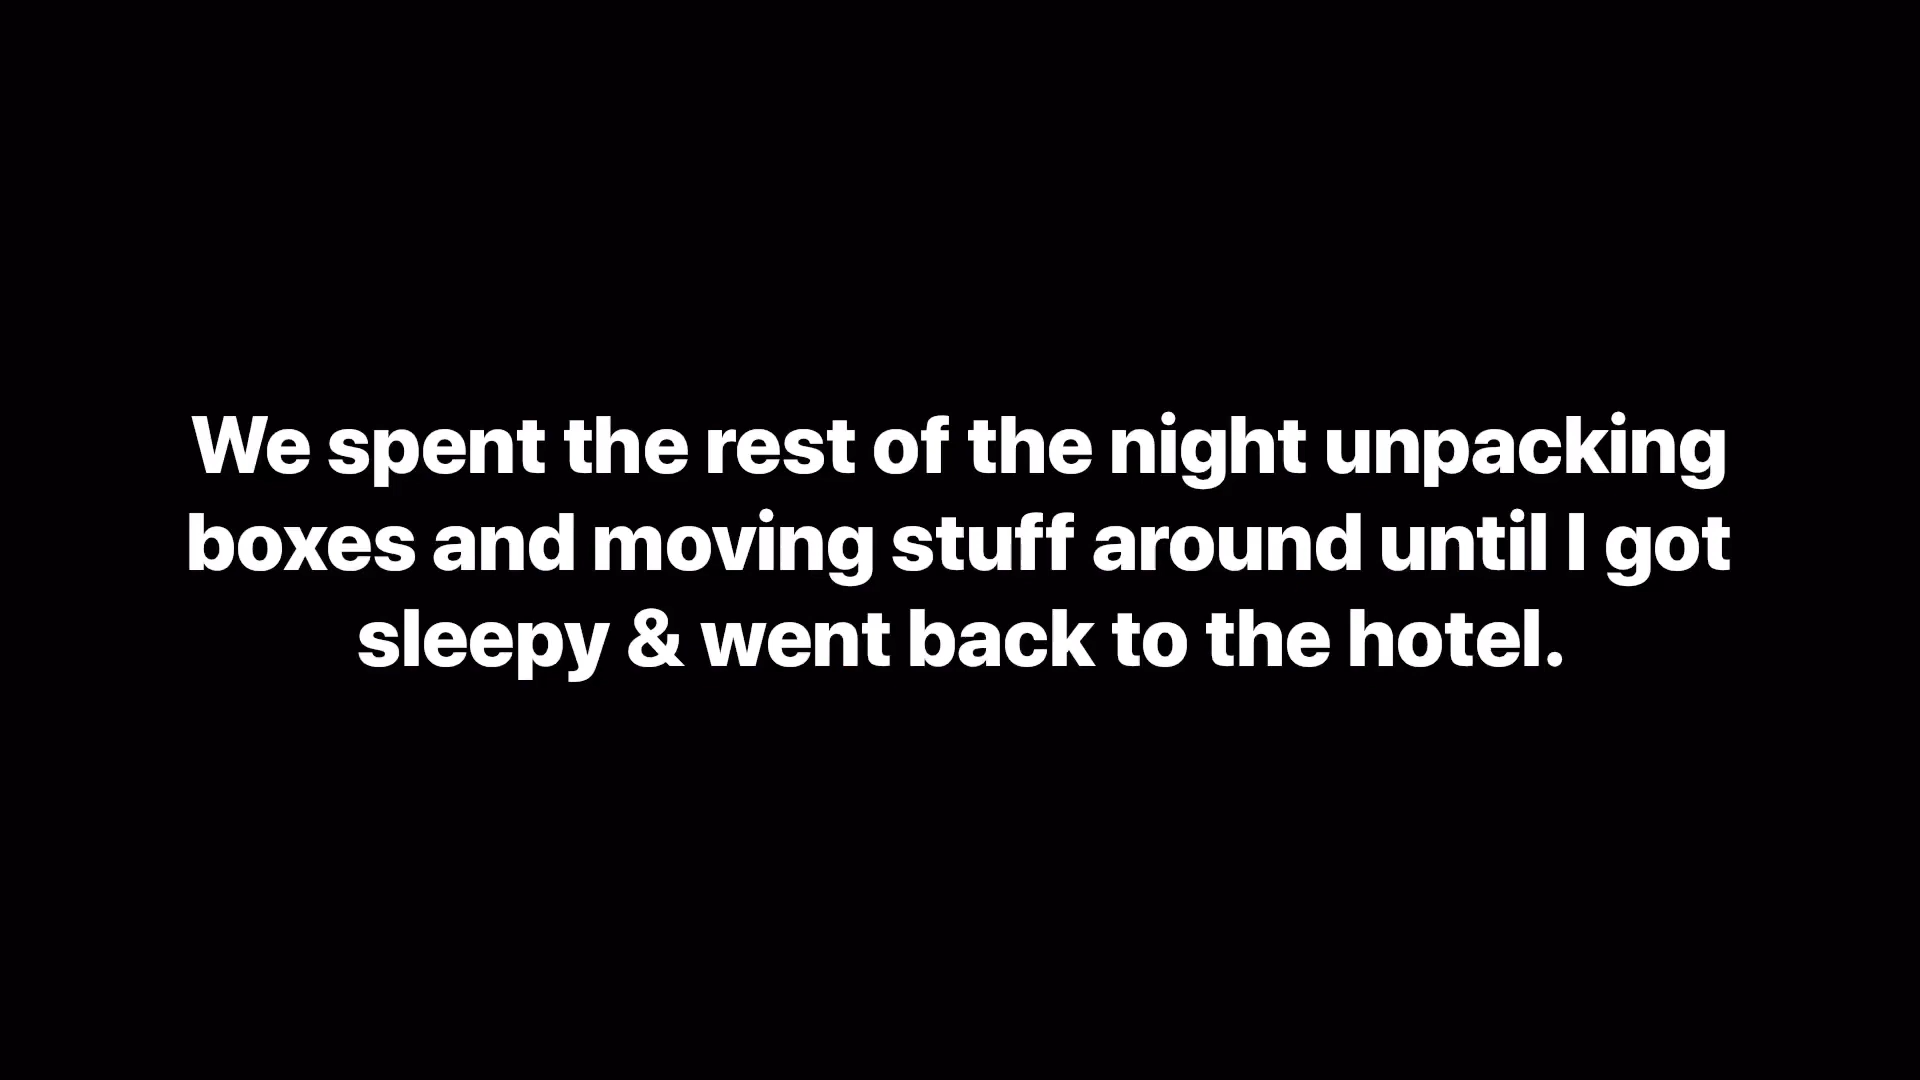 We spent the rest of the night unpacking
boxes and moving stuff around until I got
sleepy & went back to the hotel.